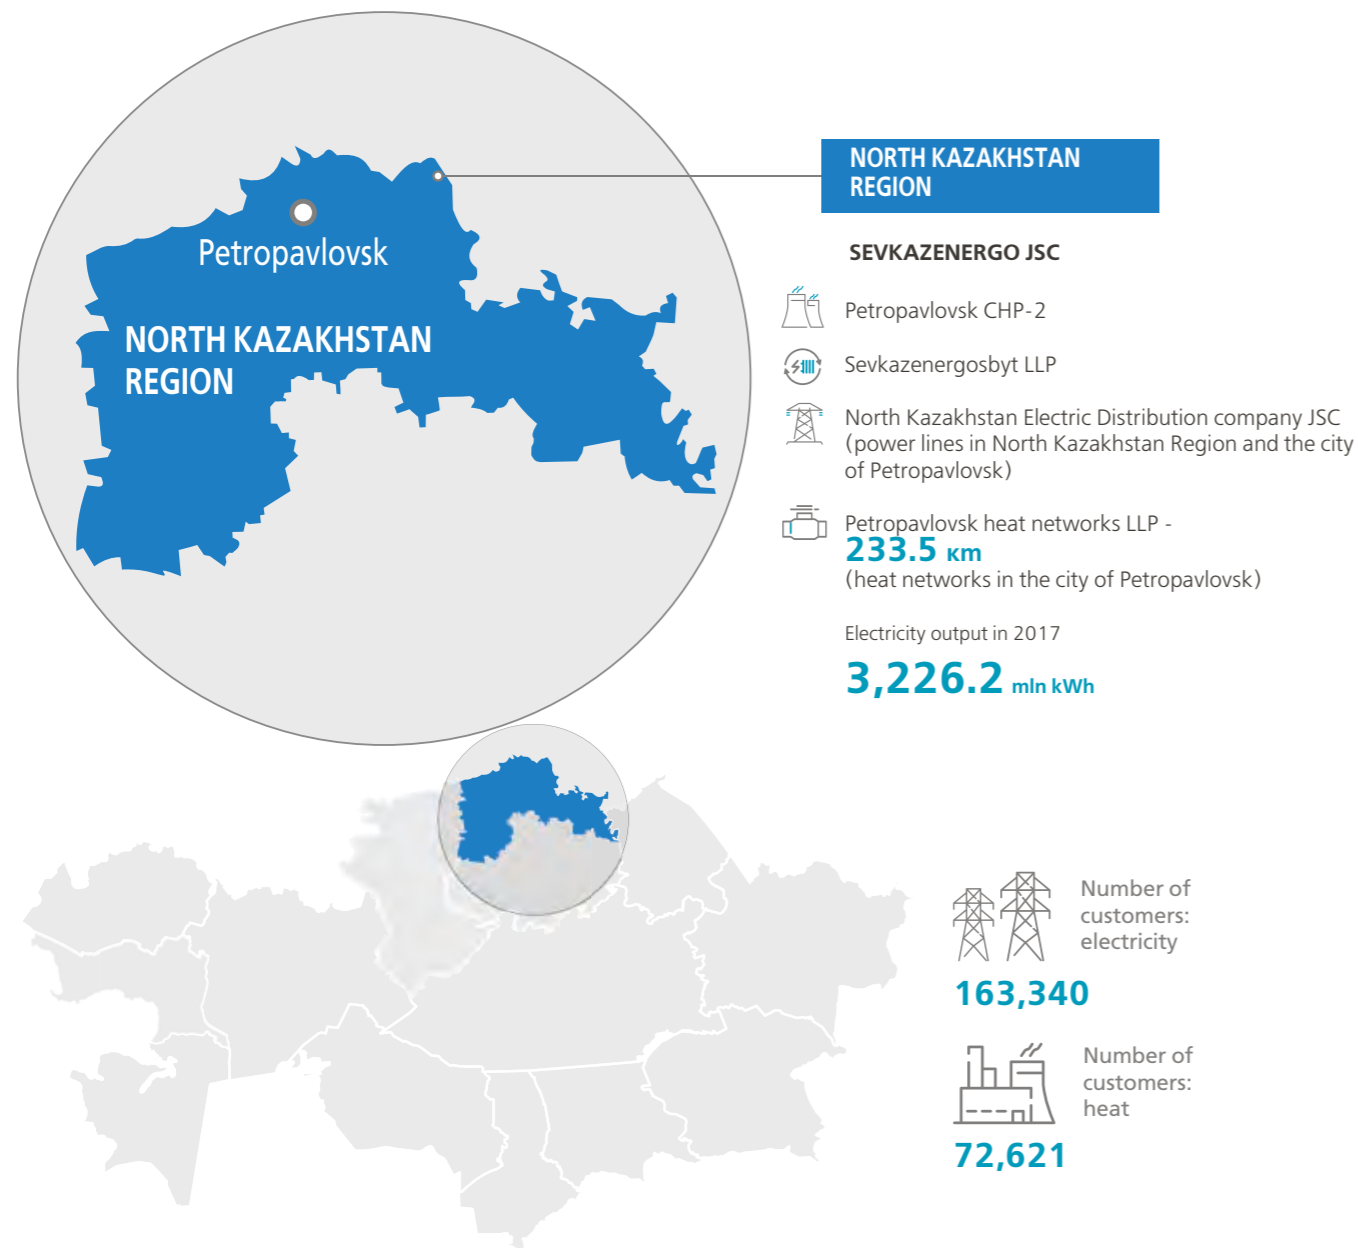 Petropavlovsk
NORTH KAZAKHSTAN
REGION
NORTH KAZAKHSTAN
REGION
SEVKAZENERGO JSC
Petropavlovsk CHP-2
Sevkazenergosbyt LLP
North Kazakhstan Electric Distribution company JSC
(power lines in North Kazakhstan Region and the city
of Petropavlovsk)
Petropavlovsk heat networks LLP -
233.5 км
(heat networks in the city of Petropavlovsk)
Electricity output in 2017
3,226.2 mln kWh
Number of
customers:
electricity
163,340
Number of
customers:
heat
72,621